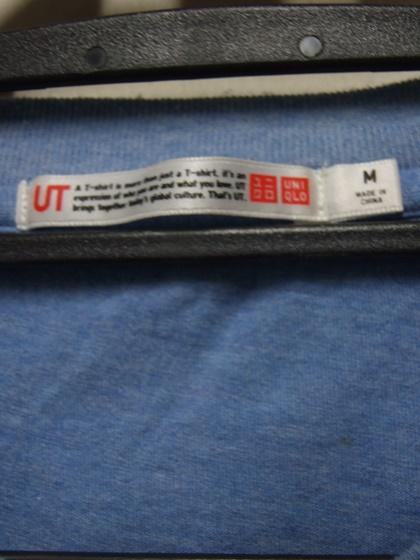 UT
A T-shirt is more than just a T-shirt, it's an
expression of who you are and what you love. UT
brings together today's global culture. That's UT.
ユニ
クロ
UNI
QLO
M
MADE IN
CHINA